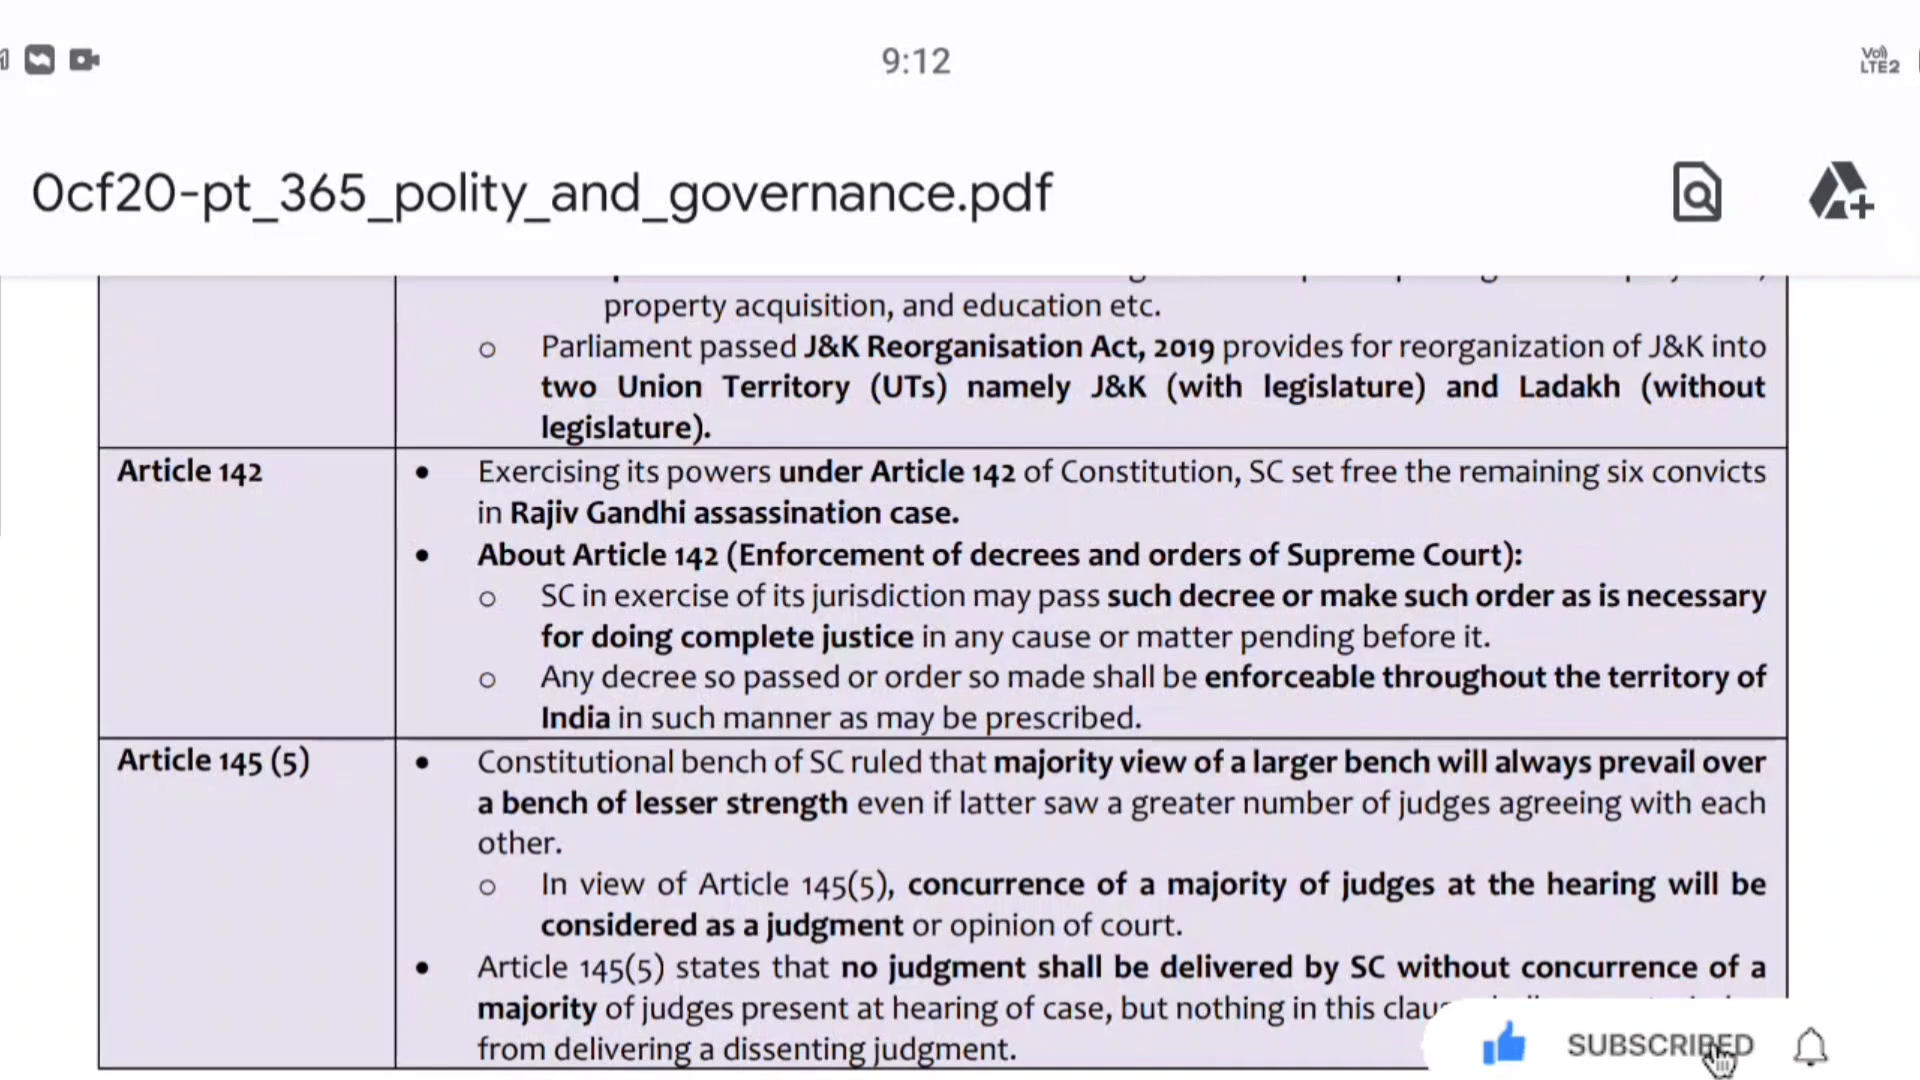 9:12
Vo)
LTE2
0cf20-pt_365_polity_and_governance.pdf
property acquisition, and education etc.
o Parliament passed J&K Reorganisation Act, 2019 provides for reorganization of J&K into
two Union Territory (UTs) namely J&K (with legislature) and Ladakh (without
legislature).
Article 142
• Exercising its powers under Article 142 of Constitution, SC set free the remaining six convicts
in Rajiv Gandhi assassination case.
• About Article 142 (Enforcement of decrees and orders of Supreme Court):
o SC in exercise of its jurisdiction may pass such decree or make such order as is necessary
for doing complete justice in any cause or matter pending before it.
o Any decree so passed or order so made shall be enforceable throughout the territory of
India in such manner as may be prescribed.
Article 145 (5)
• Constitutional bench of SC ruled that majority view of a larger bench will always prevail over
a bench of lesser strength even if latter saw a greater number of judges agreeing with each
other.
o In view of Article 145(5), concurrence of a majority of judges at the hearing will be
considered as a judgment or opinion of court.
• Article 145(5) states that no judgment shall be delivered by SC without concurrence of a
majority of judges present at hearing of case, but nothing in this
from delivering a dissenting judgment.
SUBSCRIBED